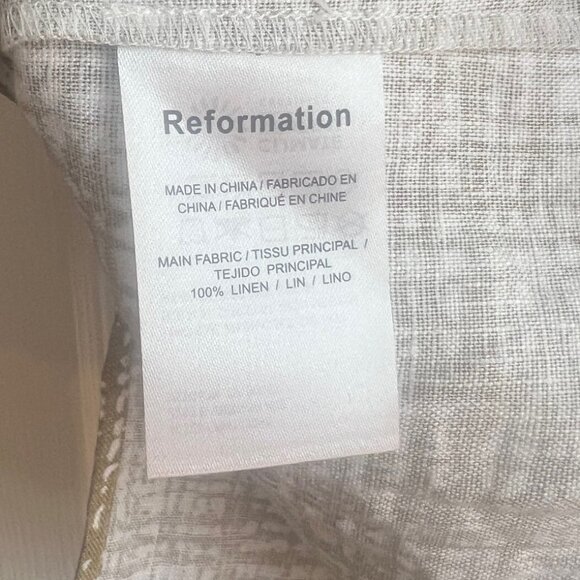 Reformation
MADE IN CHINA / FABRICADO EN
CHINA / FABRIQUÉ EN CHINE
MAIN FABRIC / TISSU PRINCIPAL /
TEJIDO PRINCIPAL
100% LINEN / LIN / LINO